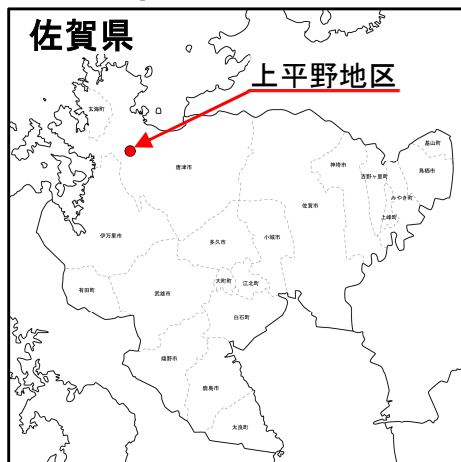 佐賀県
上平野地区
玄海町
唐津市
神埼市
吉野ヶ里町
基山町
鳥栖市
みやき町
上峰町
佐賀市
伊万里市
多久市
小城市
有田町
武雄市
大町町
江北町
白石町
嬉野市
鹿島市
太良町